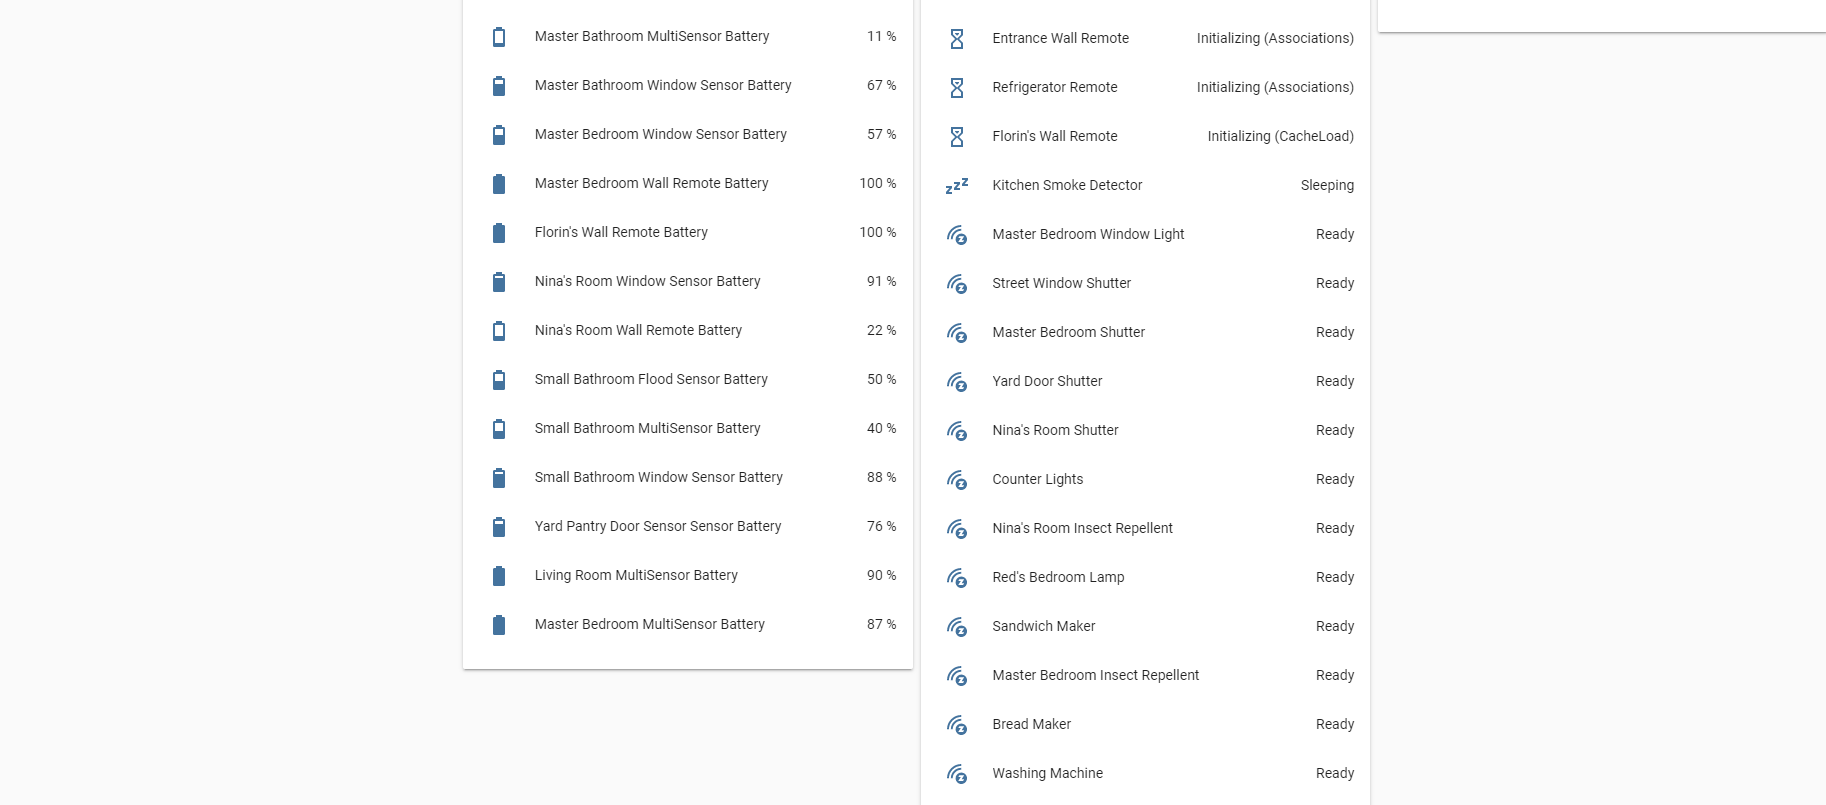 Master Bathroom MultiSensor Battery 11 %
Master Bathroom Window Sensor Battery 67 %
Master Bedroom Window Sensor Battery 57 %
Master Bedroom Wall Remote Battery 100 %
Florin's Wall Remote Battery 100 %
Nina's Room Window Sensor Battery 91 %
Nina's Room Wall Remote Battery 22 %
Small Bathroom Flood Sensor Battery 50 %
Small Bathroom MultiSensor Battery 40 %
Small Bathroom Window Sensor Battery 88 %
Yard Pantry Door Sensor Sensor Battery 76 %
Living Room MultiSensor Battery 90 %
Master Bedroom MultiSensor Battery 87 %
Entrance Wall Remote Initializing (Associations)
Refrigerator Remote Initializing (Associations)
Florin's Wall Remote Initializing (CacheLoad)
Kitchen Smoke Detector Sleeping
Master Bedroom Window Light Ready
Street Window Shutter Ready
Master Bedroom Shutter Ready
Yard Door Shutter Ready
Nina's Room Shutter Ready
Counter Lights Ready
Nina's Room Insect Repellent Ready
Red's Bedroom Lamp Ready
Sandwich Maker Ready
Master Bedroom Insect Repellent Ready
Bread Maker Ready
Washing Machine Ready